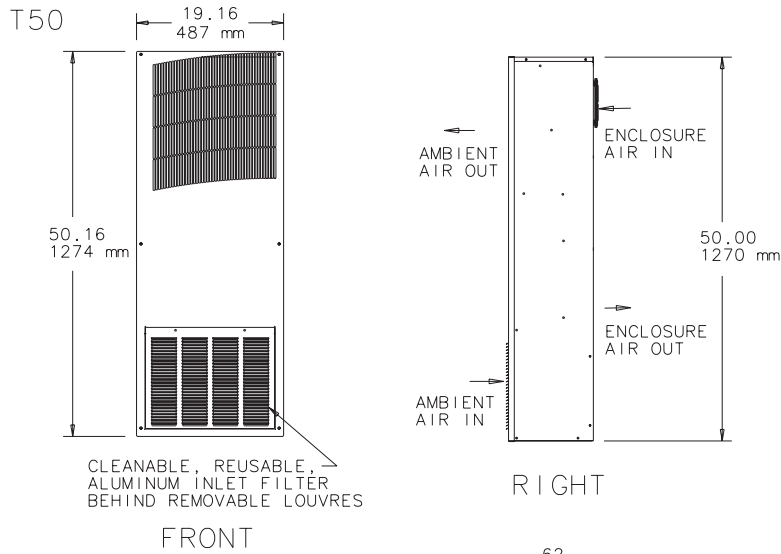 T50
19.16
487 mm
50.16
1274 mm
CLEANABLE, REUSABLE,
ALUMINUM INLET FILTER
BEHIND REMOVABLE LOUVRES
FRONT
AMBIENT
AIR OUT
ENCLOSURE
AIR IN
50.00
1270 mm
ENCLOSURE
AIR OUT
AMBIENT
AIR IN
RIGHT